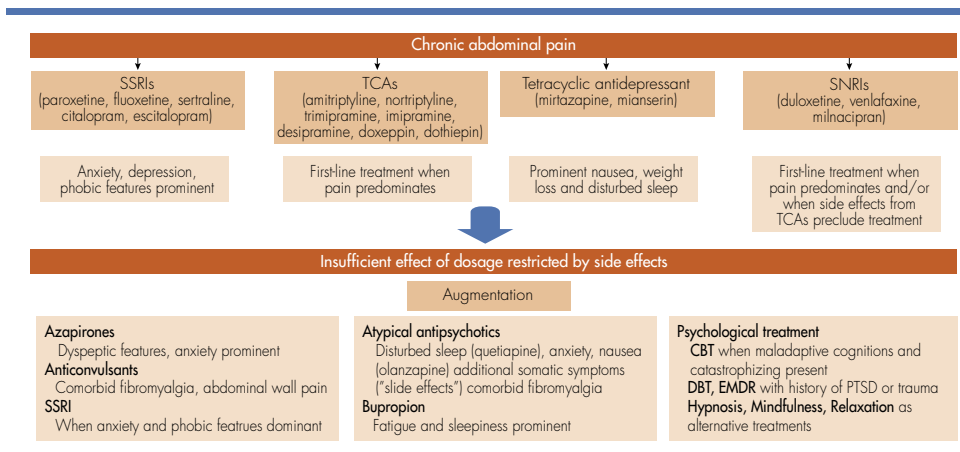 Chronic abdominal pain
SSRIs
(paroxetine, fluoxetine, sertraline,
citalopram, escitalopram)
TCAs
(amitriptyline, nortriptyline,
trimipramine, imipramine,
desipramine, doxeppin, dothiepin)
Tetracyclic antidepressant
(mirtazapine, mianserin)
SNRIs
(duloxetine, venlafaxine,
milnacipran)
Anxiety, depression,
phobic features prominent
First-line treatment when
pain predominates
Prominent nausea, weight
loss and disturbed sleep
First-line treatment when
pain predominates and/or
when side effects from
TCAs preclude treatment
Insufficient effect of dosage restricted by side effects
Augmentation
Azapirones
Dyspeptic features, anxiety prominent
Anticonvulsants
Comorbid fibromyalgia, abdominal wall pain
SSRI
When anxiety and phobic featrues dominant
Atypical antipsychotics
Disturbed sleep (quetiapine), anxiety, nausea
(olanzapine) additional somatic symptoms
("slide effects") comorbid fibromyalgia
Bupropion
Fatigue and sleepiness prominent
Psychological treatment
CBT when maladaptive cognitions and
catastrophizing present
DBT, EMDR with history of PTSD or trauma
Hypnosis, Mindfulness, Relaxation as
alternative treatments